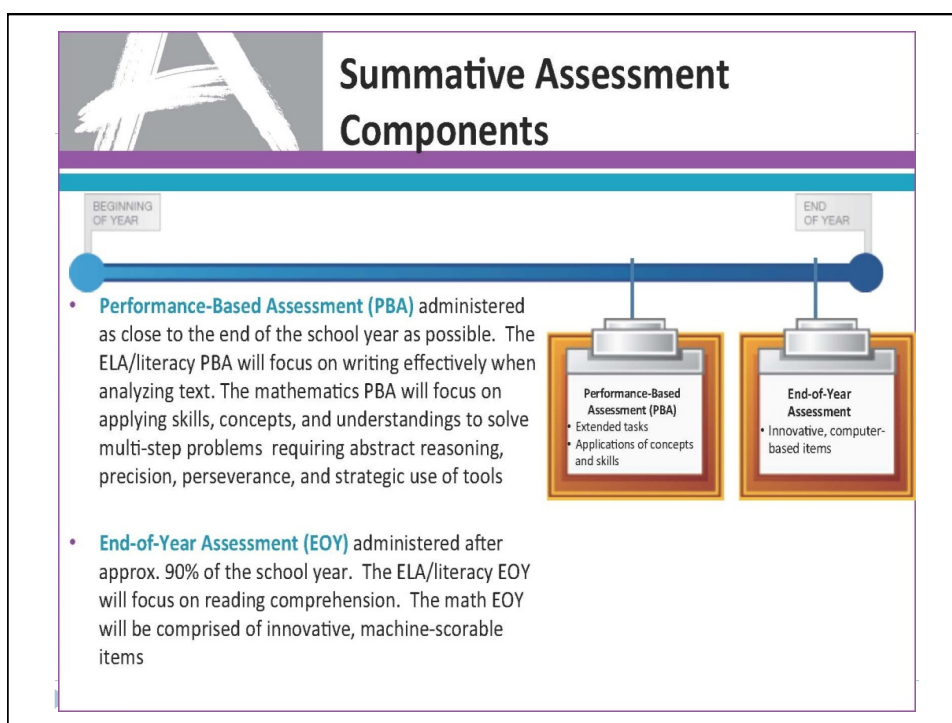 Summative Assessment
Components
BEGINNING
OF YEAR
END
OF YEAR
• Performance-Based Assessment (PBA) administered
as close to the end of the school year as possible.  The
ELA/literacy PBA will focus on writing effectively when
analyzing text. The mathematics PBA will focus on
applying skills, concepts, and understandings to solve
multi-step problems  requiring abstract reasoning,
precision, perseverance, and strategic use of tools
• End-of-Year Assessment (EOY) administered after
approx. 90% of the school year.  The ELA/literacy EOY
will focus on reading comprehension.  The math EOY
will be comprised of innovative, machine-scorable
items
Performance-Based
Assessment (PBA)
• Extended tasks
• Applications of concepts
and skills
End-of-Year
Assessment
• Innovative, computer-
based items